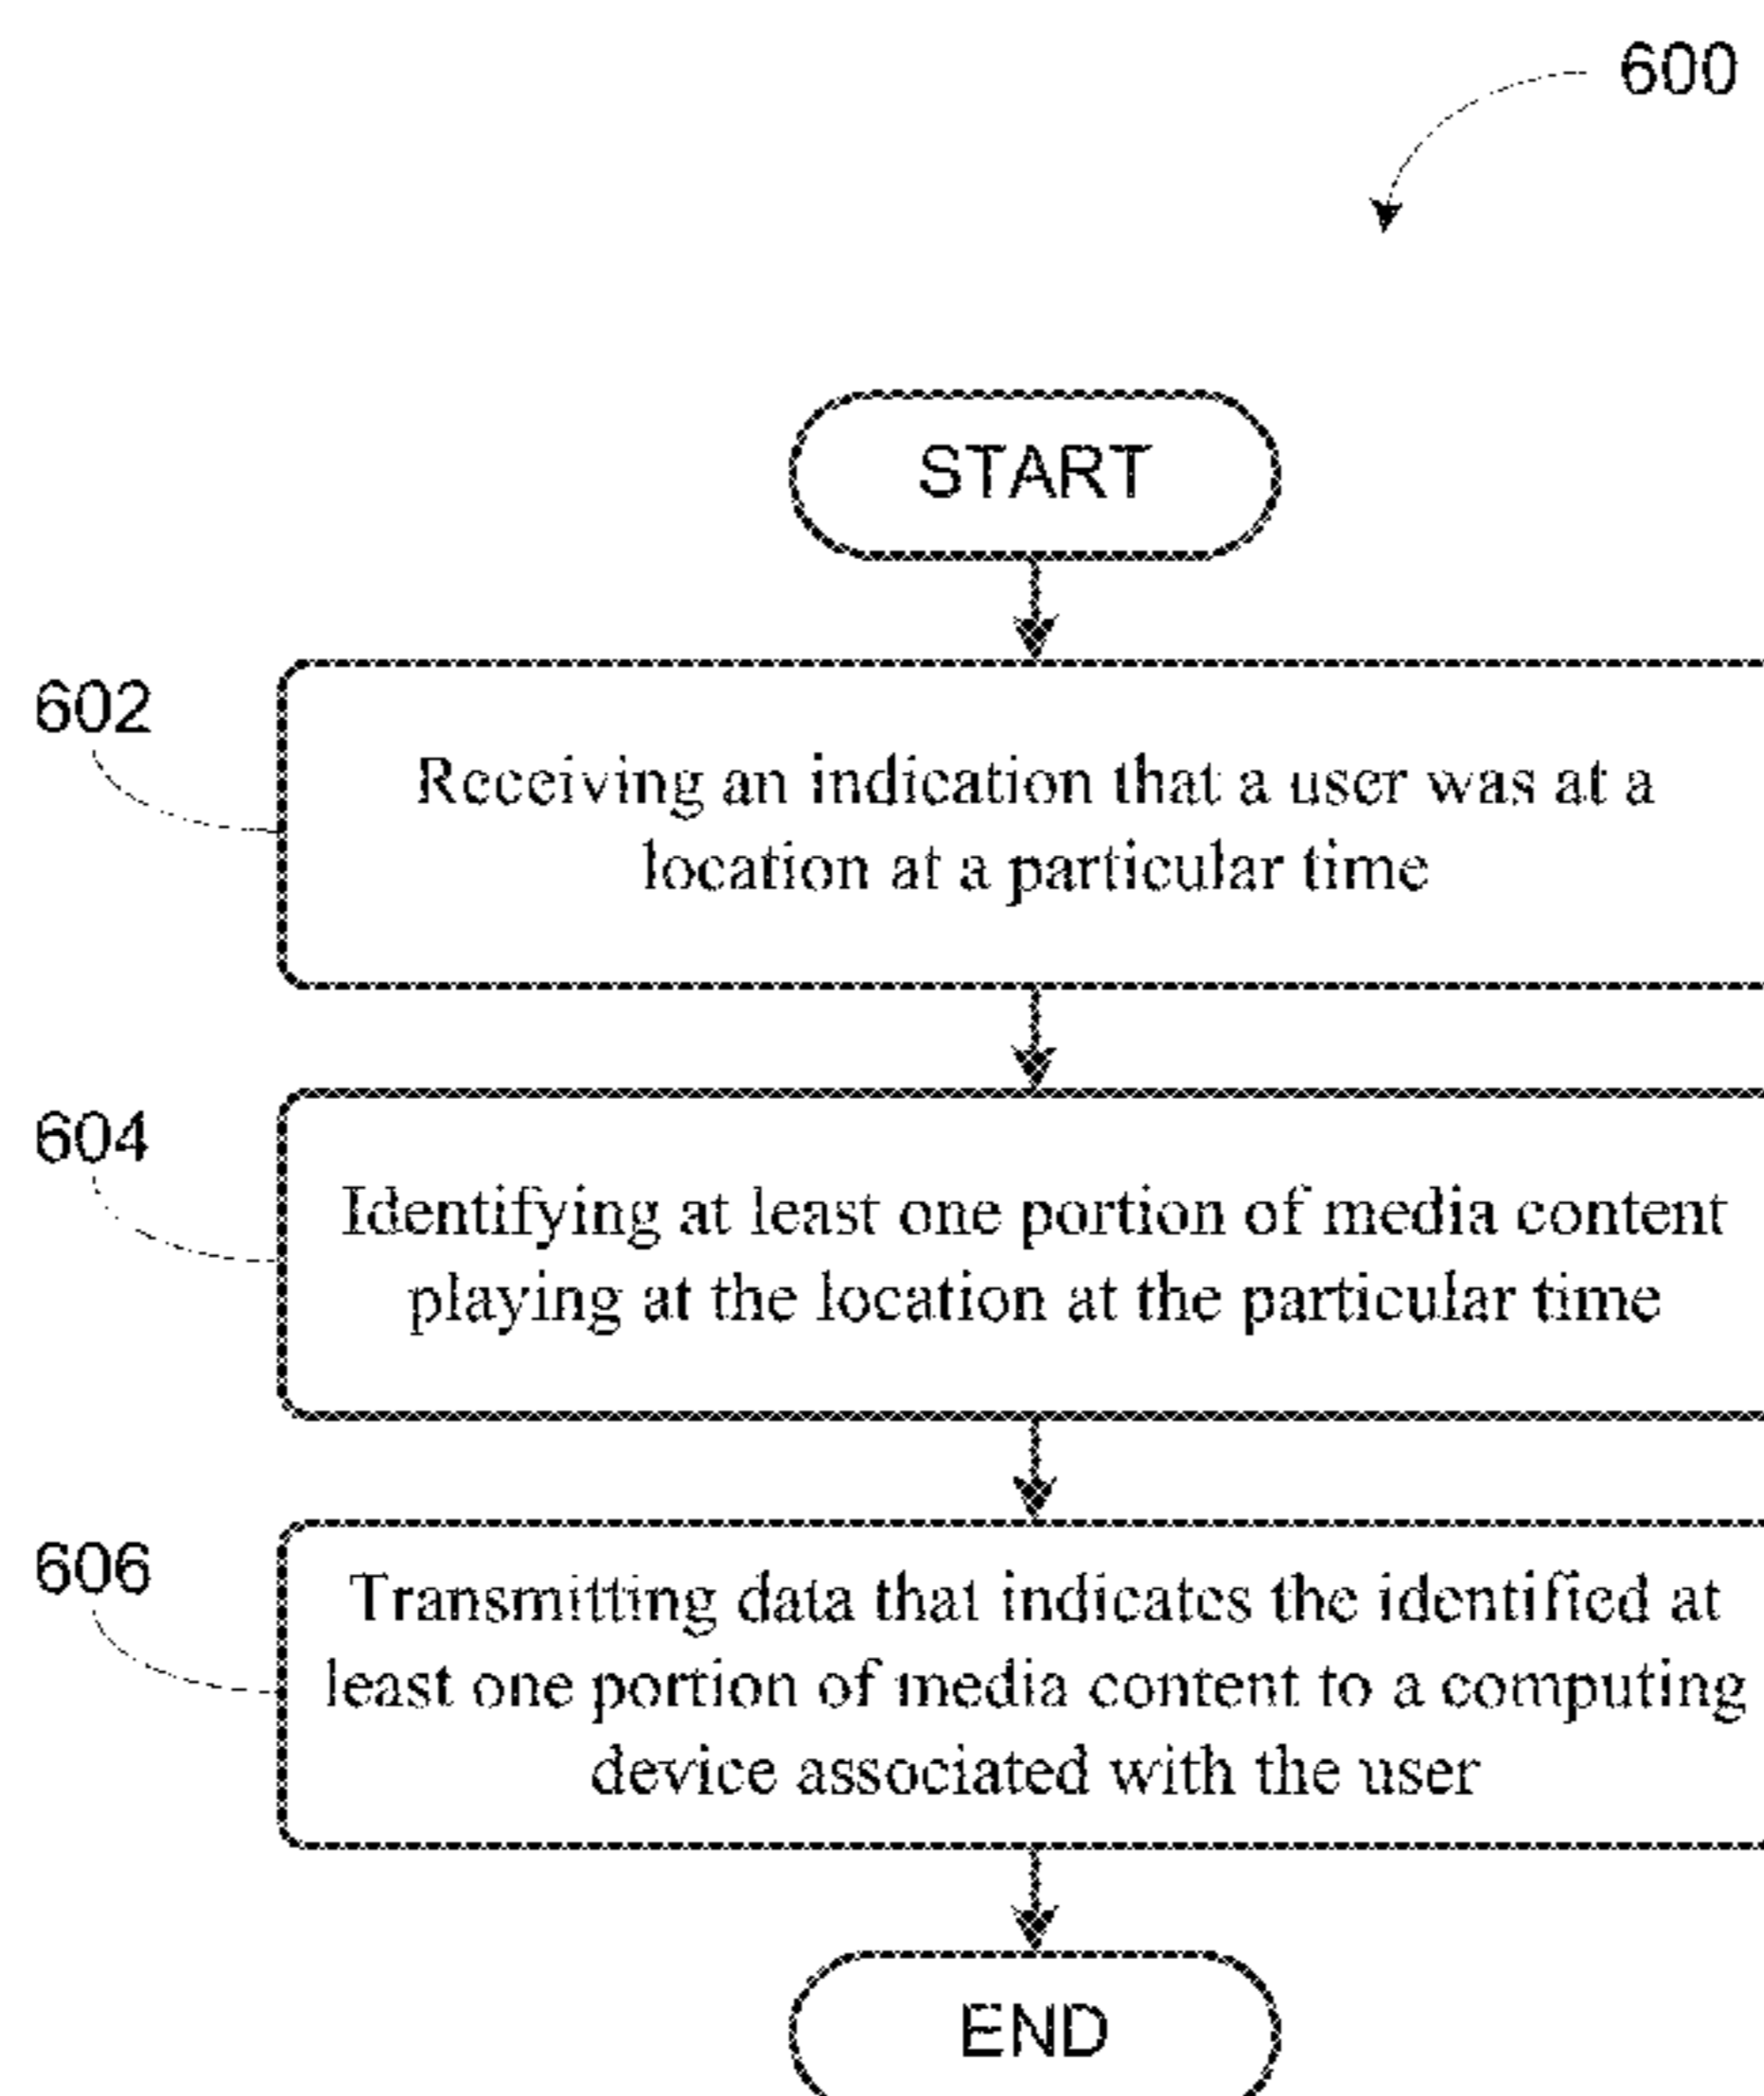 600
START
602
Receiving an indication that a user was at a
location at a particular time
604
Identifying at least one portion of media content
playing at the location at the particular time
606
Transmitting data that indicates the identified at
least one portion of media content to a computing
device associated with the user
END